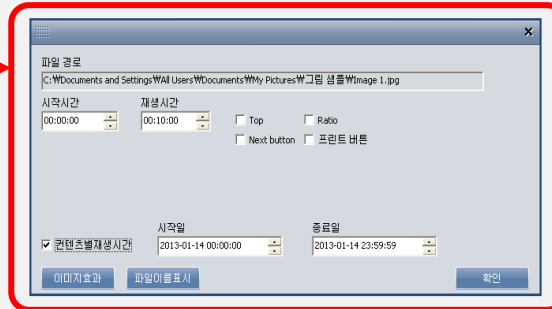 파일 경로
C:₩Documents and Settings₩All Users₩Documents₩My Pictures₩그림 샘플₩Image 1.jpg
시작시간 재생시간
00:00:00 00:10:00 Top Ratio
Next button 프린트 버튼
시작일 종료일
컨텐츠별재생시간 2013-01-14 00:00:00 2013-01-14 23:59:59
이미지효과 파일이름표시 확인